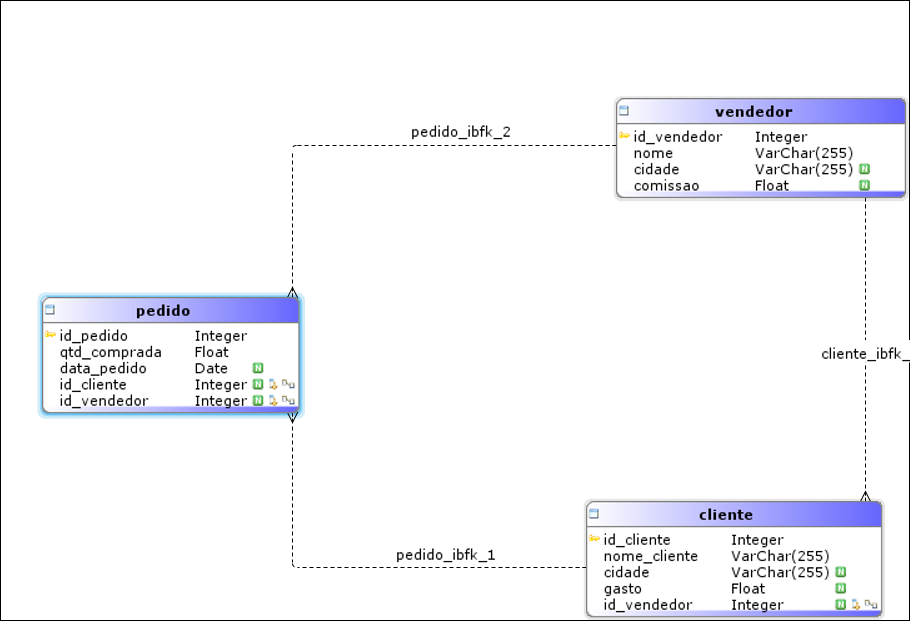 pedido_ibfk_2
vendedor
id_vendedor Integer
nome VarChar(255)
cidade VarChar(255) N
comissao Float N
pedido
id_pedido Integer
qtd_comprada Float
data_pedido Date N
id_cliente Integer N
id_vendedor Integer N
cliente_ibfk_
pedido_ibfk_1
cliente
id_cliente Integer
nome_cliente VarChar(255)
cidade VarChar(255) N
gasto Float N
id_vendedor Integer N